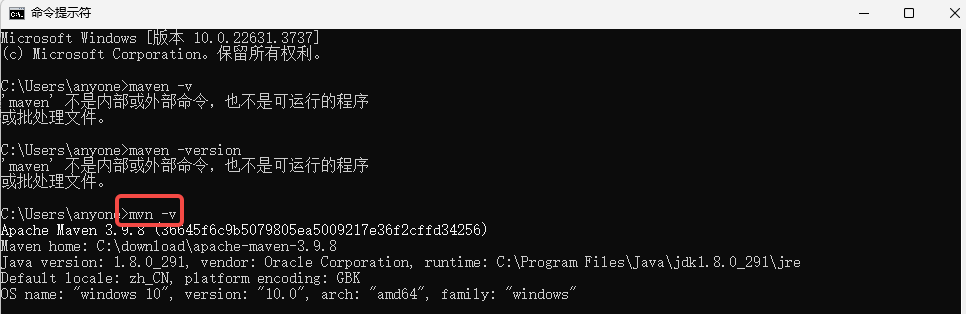 命令提示符
Microsoft Windows [版本 10.0.22631.3737]
(c) Microsoft Corporation。保留所有权利。
C:\Users\anyone>maven -v
'maven' 不是内部或外部命令，也不是可运行的程序
或批处理文件。
C:\Users\anyone>maven -version
'maven' 不是内部或外部命令，也不是可运行的程序
或批处理文件。
C:\Users\anyone>mvn -v
Apache Maven 3.9.8 (36645f6c9b5079805ea5009217e36f2cffd34256)
Maven home: C:\download\apache-maven-3.9.8
Java version: 1.8.0_291, vendor: Oracle Corporation, runtime: C:\Program Files\Java\jdk1.8.0_291\jre
Default locale: zh_CN, platform encoding: GBK
OS name: "windows 10", version: "10.0", arch: "amd64", family: "windows"